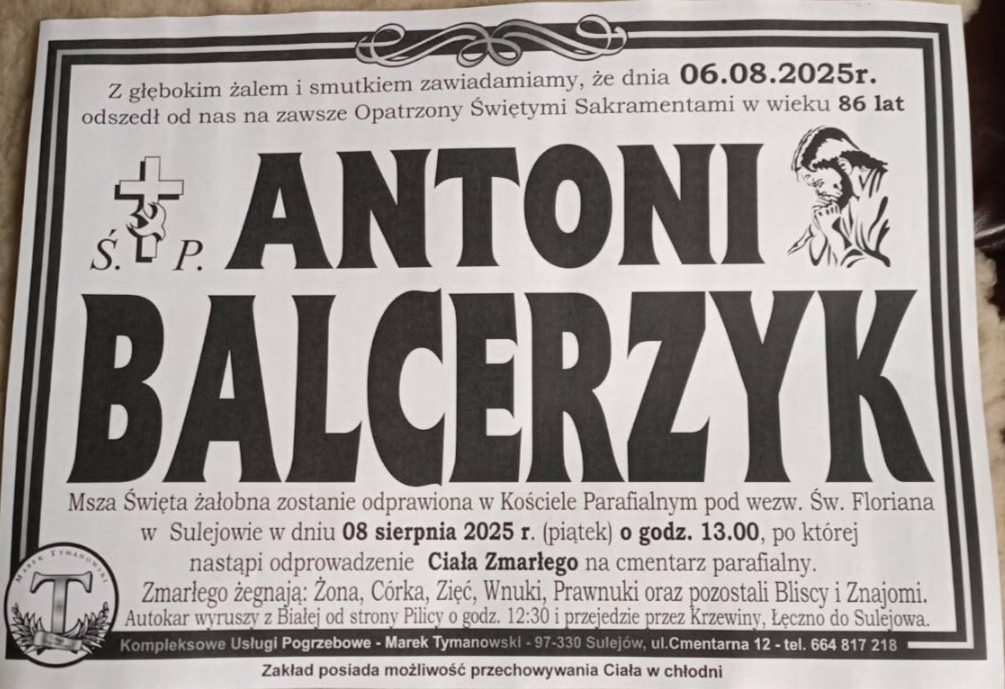 Z głębokim żalem i smutkiem zawiadamiamy, że dnia 06.08.2025r.
odszedł od nas na zawsze Opatrzony Świętymi Sakramentami w wieku 86 lat
Ś. P.
ANTONI
BALCERZYK
Msza Święta żałobna zostanie odprawiona w Kościele Parafialnym pod wezw. Św. Floriana
w Sulejowie w dniu 08 sierpnia 2025 r. (piątek) o godz. 13.00, po której
nastąpi odprowadzenie Ciała Zmarłego na cmentarz parafialny.
Zmarłego żegnają: Żona, Córka, Zięć, Wnuki, Prawnuki oraz pozostali Bliscy i Znajomi.
Autokar wyruszy z Białej od strony Pilicy o godz. 12:30 i przejedzie przez Krzewiny, Łęczno do Sulejowa.
MAREK TYMANOWSKI
T
Kompleksowe Usługi Pogrzebowe - Marek Tymanowski - 97-330 Sulejów, ul.Cmentarna 12 - tel. 664 817 218
Zakład posiada możliwość przechowywania Ciała w chłodni